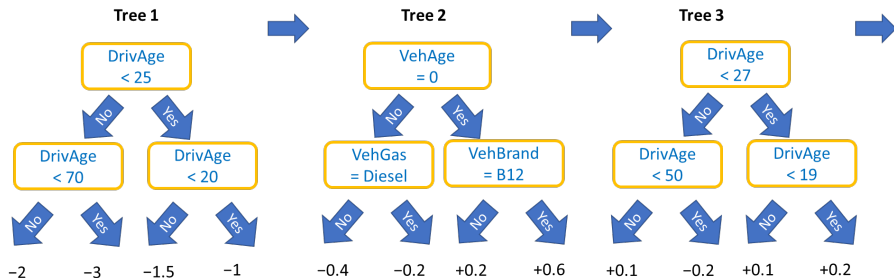 Tree 1
Tree 2
Tree 3
DrivAge
< 25
VehAge
= 0
DrivAge
< 27
No
Yes
No
Yes
No
Yes
DrivAge
< 70
DrivAge
< 20
VehGas
= Diesel
VehBrand
= B12
DrivAge
< 50
DrivAge
< 19
No
Yes
No
Yes
No
Yes
No
Yes
No
Yes
No
Yes
−2
−3
−1.5
−1
−0.4
−0.2
+0.2
+0.6
+0.1
−0.2
+0.1
+0.2